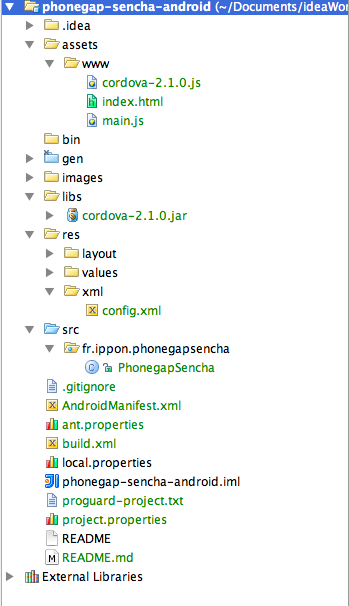 phonegap-sencha-android (~/Documents/ideaWor
.idea
assets
www
cordova-2.1.0.js
index.html
main.js
bin
gen
images
libs
cordova-2.1.0.jar
res
layout
values
xml
config.xml
src
fr.ippon.phonegapsencha
PhonegapSencha
.gitignore
AndroidManifest.xml
ant.properties
build.xml
local.properties
phonegap-sencha-android.iml
proguard-project.txt
project.properties
README
README.md
External Libraries